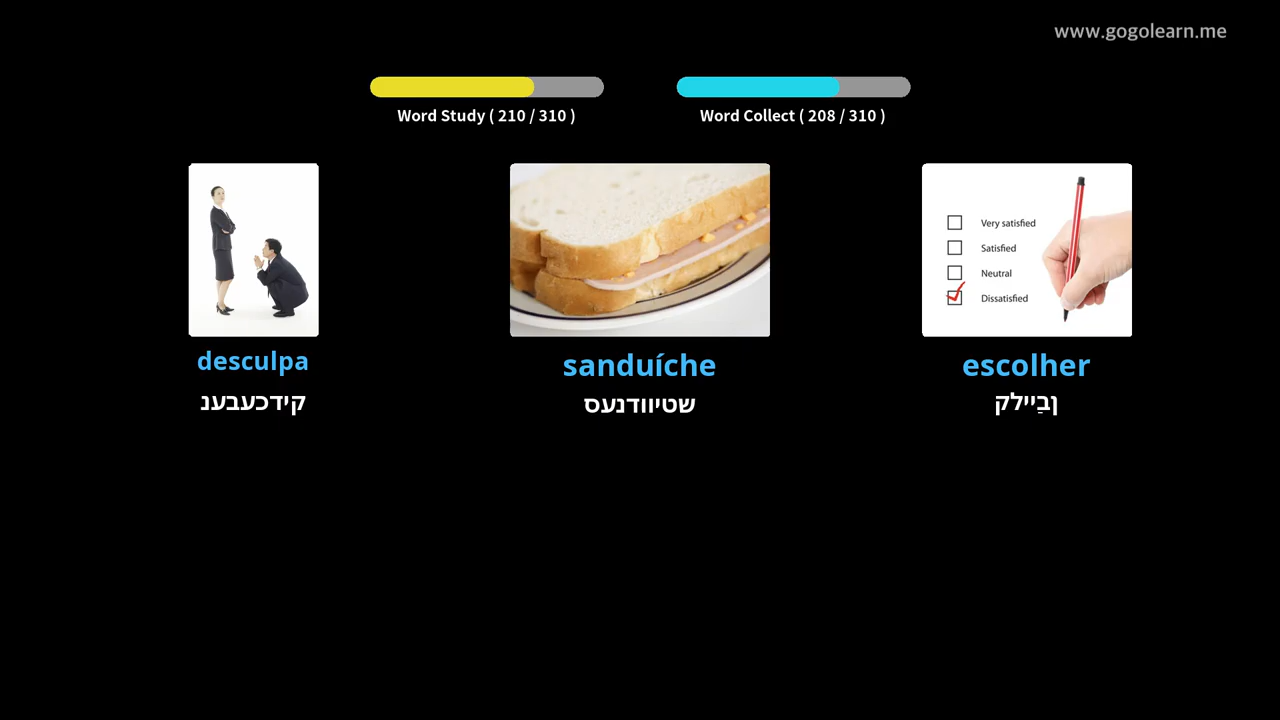 www.gogolearn.me
Word Study ( 210 / 310 )
Word Collect ( 208 / 310 )
Very satisfied
Satisfied
Neutral
Dissatisfied
desculpa
קידכעבענ
sanduíche
שטיוודנעס
escolher
ןבַיילק